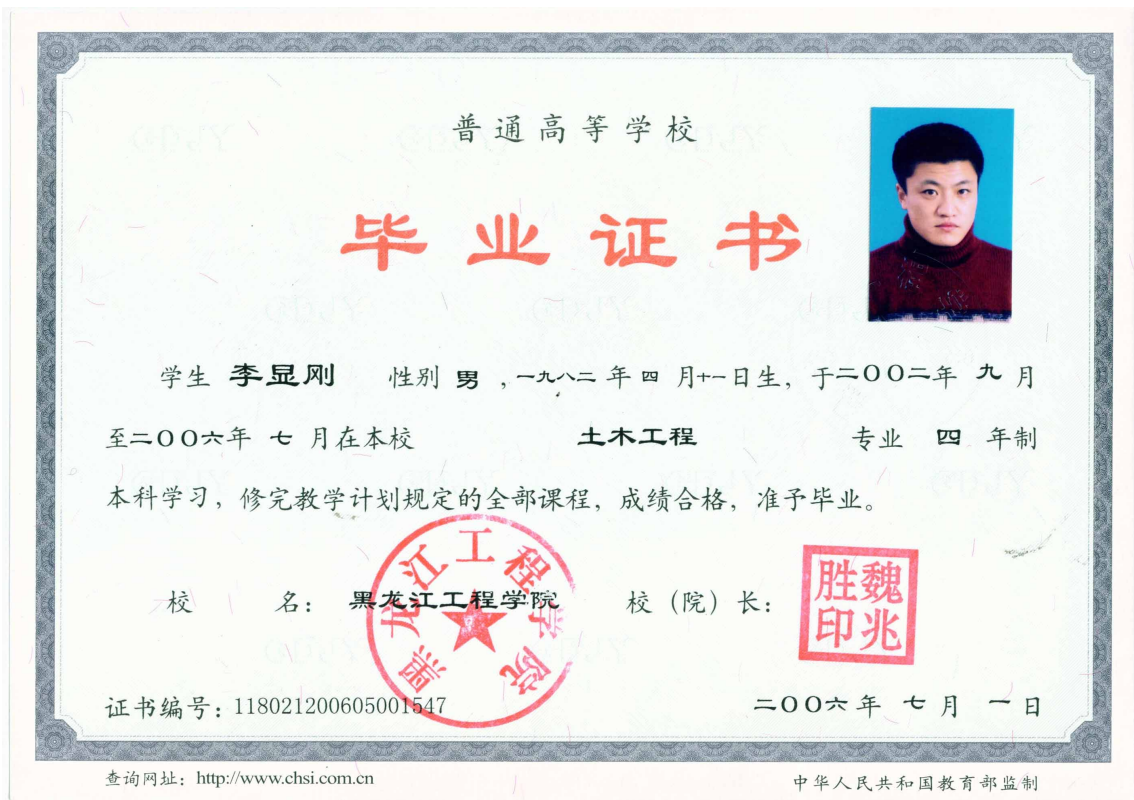 普通高等学校
毕业证书
学生 李显刚 性别 男 ,一九八二 年 四 月十一日生，于二〇〇二年 九 月
至二〇〇六年 七 月在本校 土木工程 专业 四 年制
本科学习，修完教学计划规定的全部课程，成绩合格，准予毕业。
校 名： 黑龙江工程学院 校（院）长：
黑龙江工程学院
魏兆胜印
证书编号：118021200605001547 二〇〇六年 七 月 一 日
查询网址：http://www.chsi.com.cn 中华人民共和国教育部监制